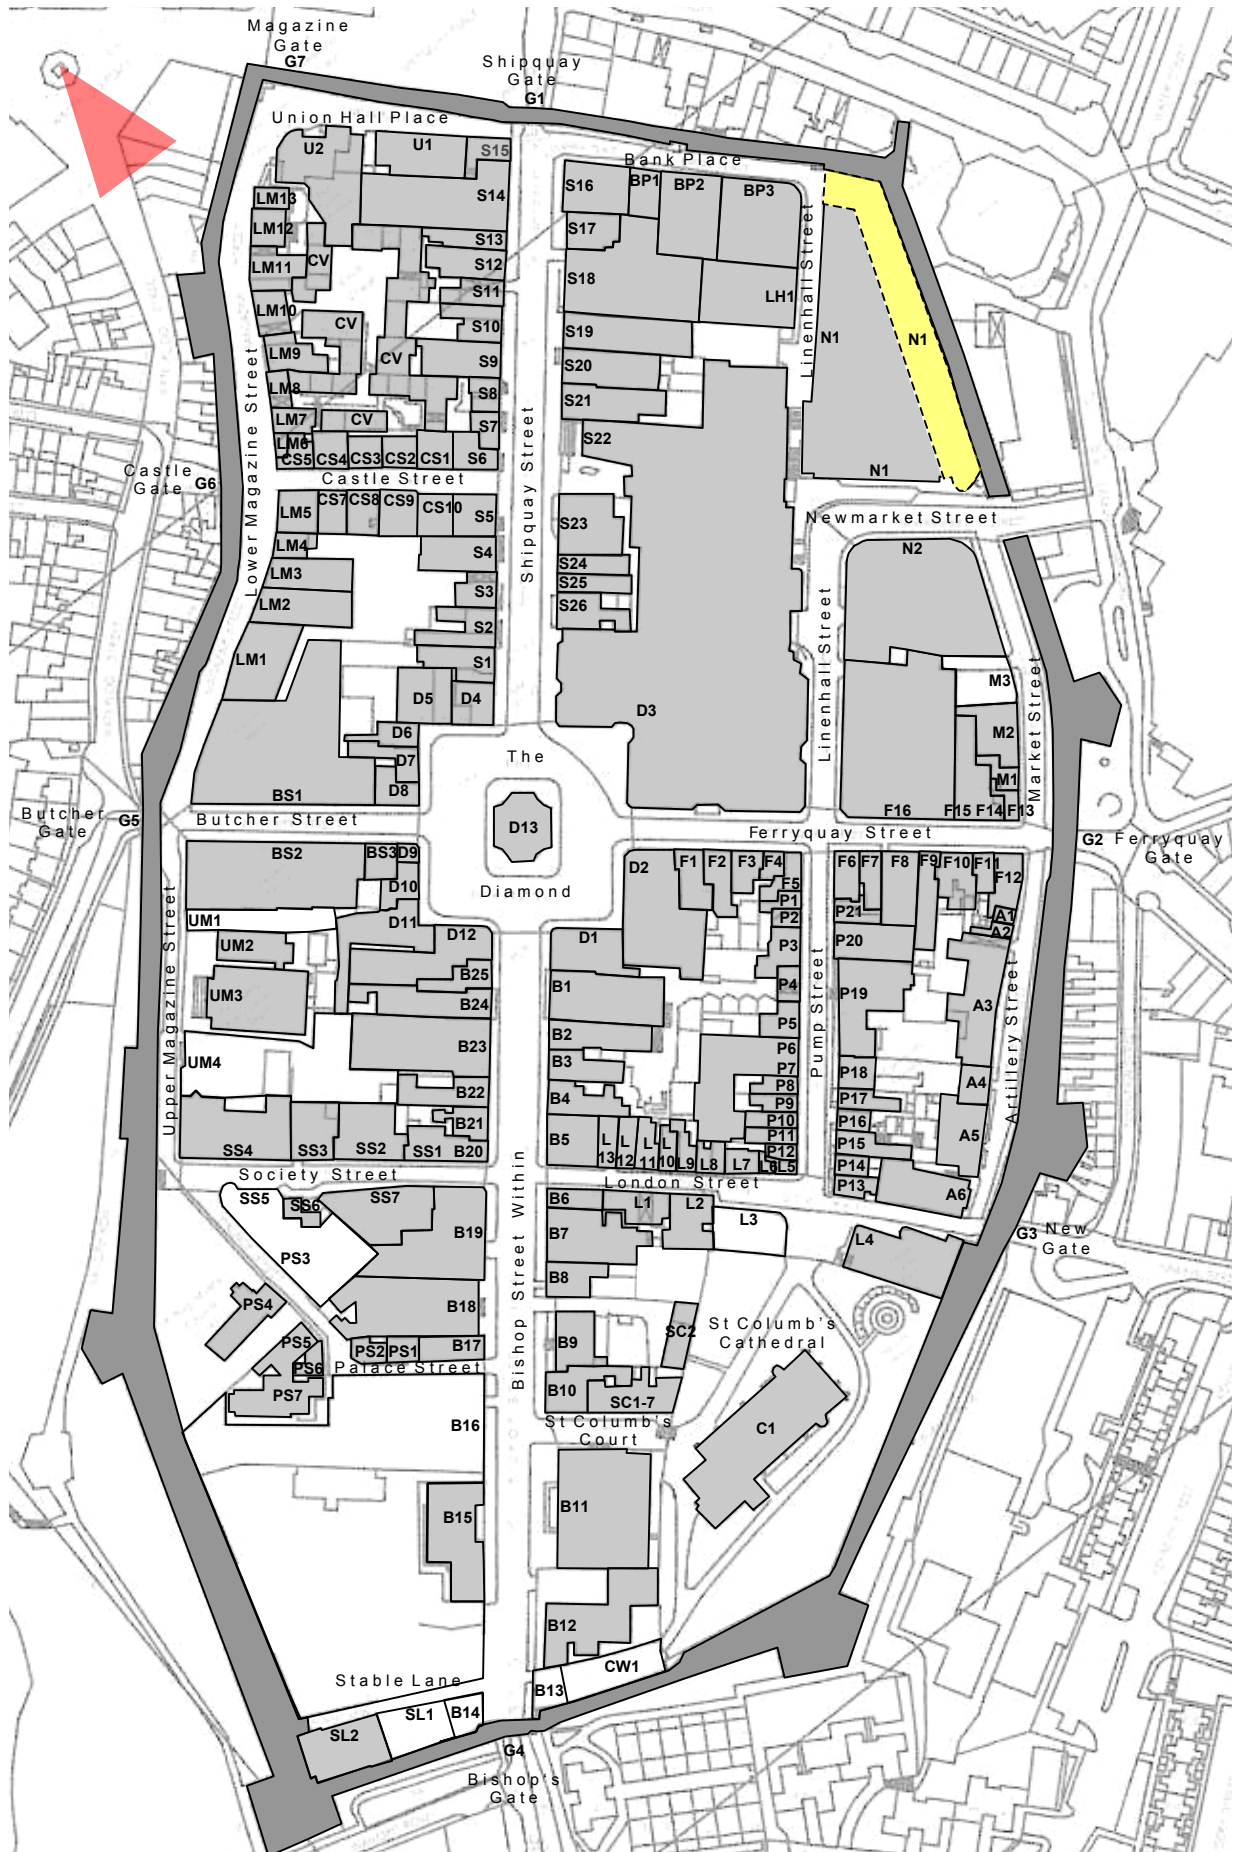 Magazine
Gate
G7
Shipquay
Gate
G1
Union Hall Place
U2
U1
S15
Bank Place
S14
S16
BP1
BP2
BP3
LM13
LM12
S17
S13
S12
LM11
CV
S18
Linenhall Street
S11
LH1
LM10
CV
S10
S19
N1
N1
LM9
CV
S9
S20
LM8
S8
S21
Lower Magazine Street
LM7
CV
S7
Shipquay Street
S22
LM6
CS5
CS4
CS3
CS2
CS1
S6
Castle
Gate
G6
Castle Street
N1
LM5
CS7
CS8
CS9
CS10
S5
S23
Newmarket Street
LM4
S4
N2
LM3
S24
S3
S25
LM2
S26
S2
Linenhall Street
LM1
S1
M3
D5
D4
D3
Market Street
D6
The
M2
D7
M1
D8
BS1
F16
F15
F14
F13
Butcher
Gate
G5
Butcher Street
D13
Ferryquay Street
G2
Ferryquay
Gate
BS2
BS3
D9
D2
F1
F2
F3
F4
F5
F6
F7
F8
F9
F10
F11
F12
D10
Diamond
P1
P21
A1
UM1
D11
P2
A2
UM2
D12
D1
P3
P20
Upper Magazine Street
B25
Pump Street
UM3
B1
P4
P19
A3
Artillery Street
B24
B2
P5
B23
P6
UM4
B3
P7
P18
B22
P8
A4
B4
P9
P17
B21
P10
P16
B5
L
13
L
12
L
11
L
10
L9
L8
L7
L6
L5
P11
P15
A5
SS4
SS3
SS2
SS1
B20
P12
P14
Society Street
London Street
P13
A6
SS5
SS6
SS7
B6
L1
L2
L3
Bishop Street Within
B19
B7
L4
G3
New
Gate
PS3
B8
PS4
B18
St Columb's
Cathedral
PS5
PS2
PS1
B17
B9
SC2
PS6
Palace Street
PS7
B10
SC1-7
B16
St Columb's
Court
C1
B15
B11
B12
Stable Lane
CW1
B13
SL2
SL1
B14
G4
Bishop's
Gate